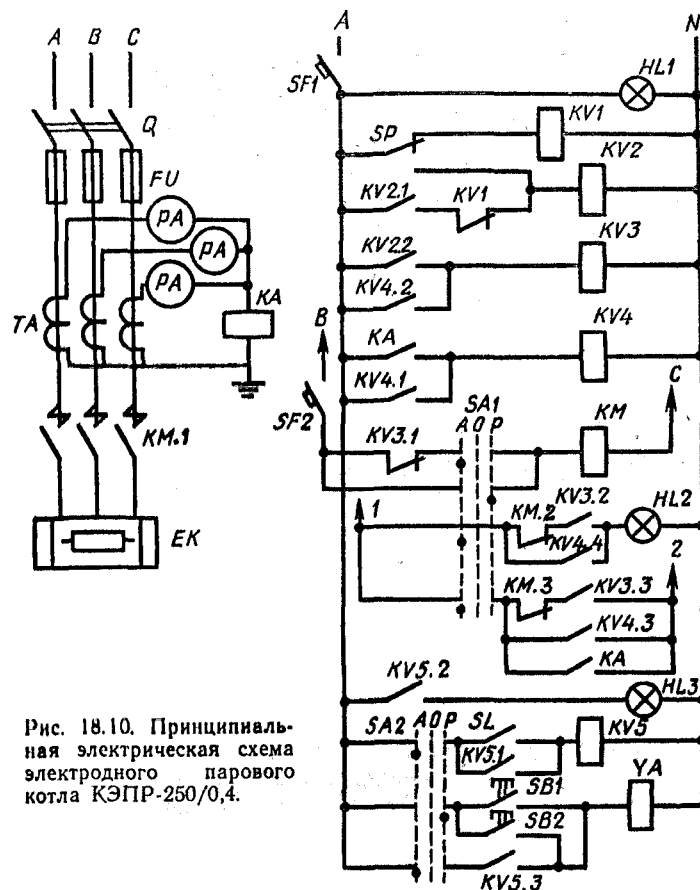 A B C
Q
FU
PA
PA
PA
KA
TA
KM.1
EK
A N
SF1
HL1
SP
KV1
KV2
KV2.1
KV1
KV2.2
KV3
KV4.2
B
KA
KV4
KV4.1
C
SF2
SA1
KV3.1
A O P
KM
1
KM.2
KV3.2
HL2
KV4.4
2
KM.3
KV3.3
KV4.3
KA
KV5.2
HL3
SA2 A O P
SL
KV5
KV5.1
SB1
YA
SB2
KV5.3
Рис. 18.10. Принципиаль-
ная электрическая схема
электродного парового
котла КЭПР-250/0,4.